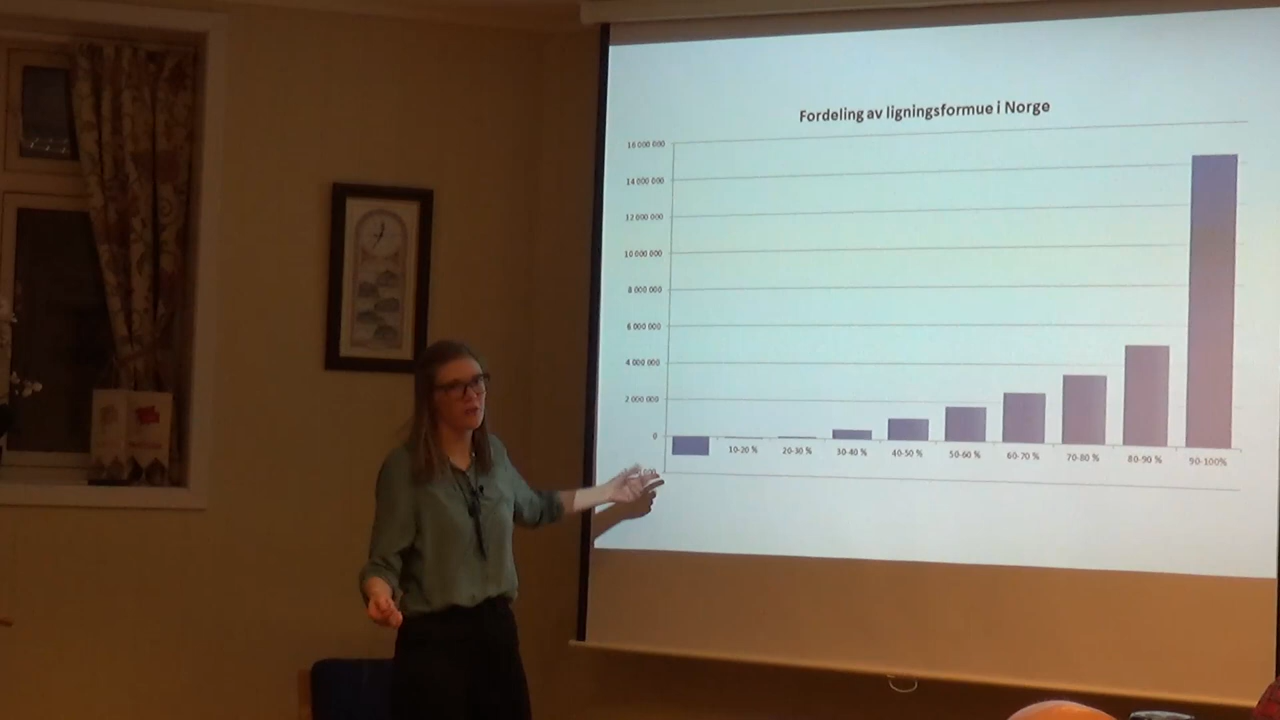 Fordeling av ligningsformue i Norge
16 000 000
14 000 000
12 000 000
10 000 000
8 000 000
6 000 000
4 000 000
2 000 000
0
10-20 % 20-30 % 30-40 % 40-50 % 50-60 % 60-70 % 70-80 % 80-90 % 90-100%